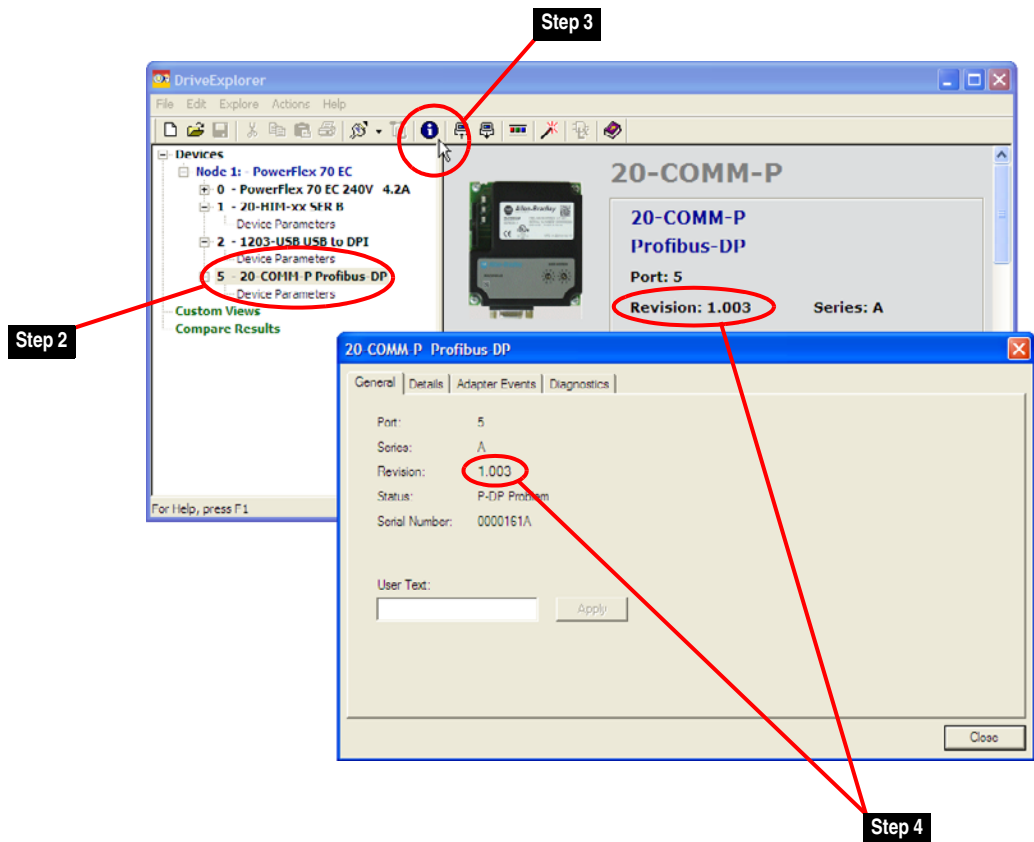 Step 3
DriveExplorer
File Edit Explore Actions Help
Devices
Node 1: - PowerFlex 70 EC
0 - PowerFlex 70 EC 240V 4.2A
1 - 20-HIM-xx SER B
Device Parameters
2 - 1203-USB USB to DPI
Device Parameters
5 - 20-COMM-P Profibus-DP
Device Parameters
Custom Views
Compare Results
Step 2
For Help, press F1
20-COMM-P
Allen-Bradley
20-COMM-P
Profibus-DP
Port: 5
Revision: 1.003 Series: A
20-COMM-P Profibus DP
General Details Adapter Events Diagnostics
Port: 5
Series: A
Revision: 1.003
Status: P-DP Problem
Serial Number: 0000161A
User Text:
Apply
Close
Step 4